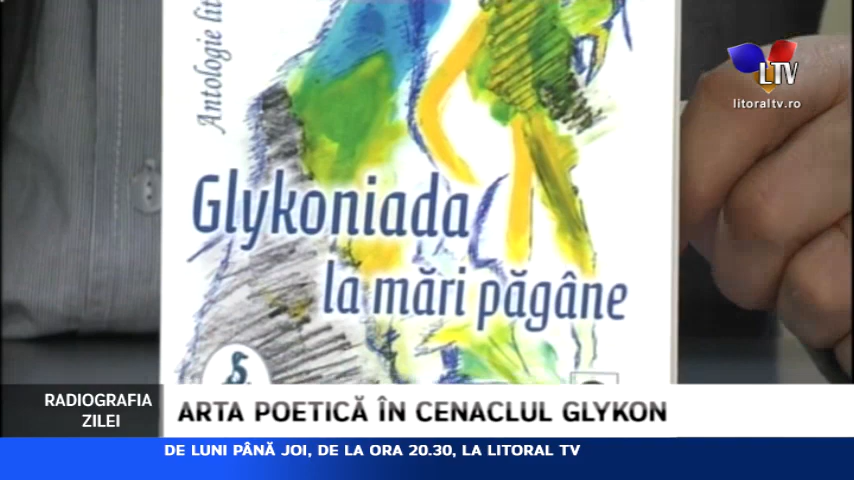 Antologie
LTV
litoraltv.ro
Glykoniada
la mări păgâne
RADIOGRAFIA
ZILEI
ARTA POETICĂ ÎN CENACLUL GLYKON
DE LUNI PÂNĂ JOI, DE LA ORA 20.30, LA LITORAL TV